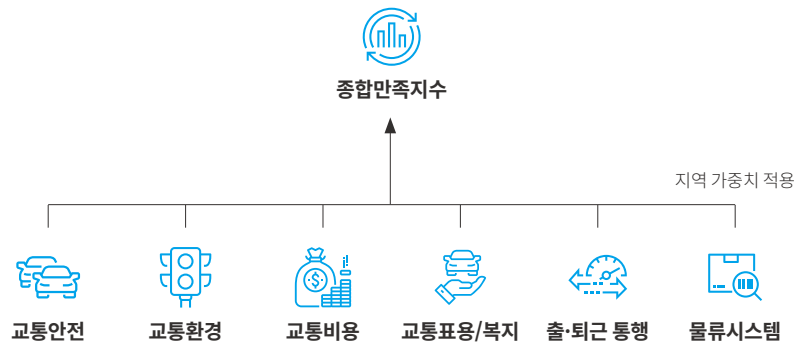 종합만족지수
지역 가중치 적용
교통안전
교통환경
교통비용
교통표용/복지
출·퇴근 통행
물류시스템